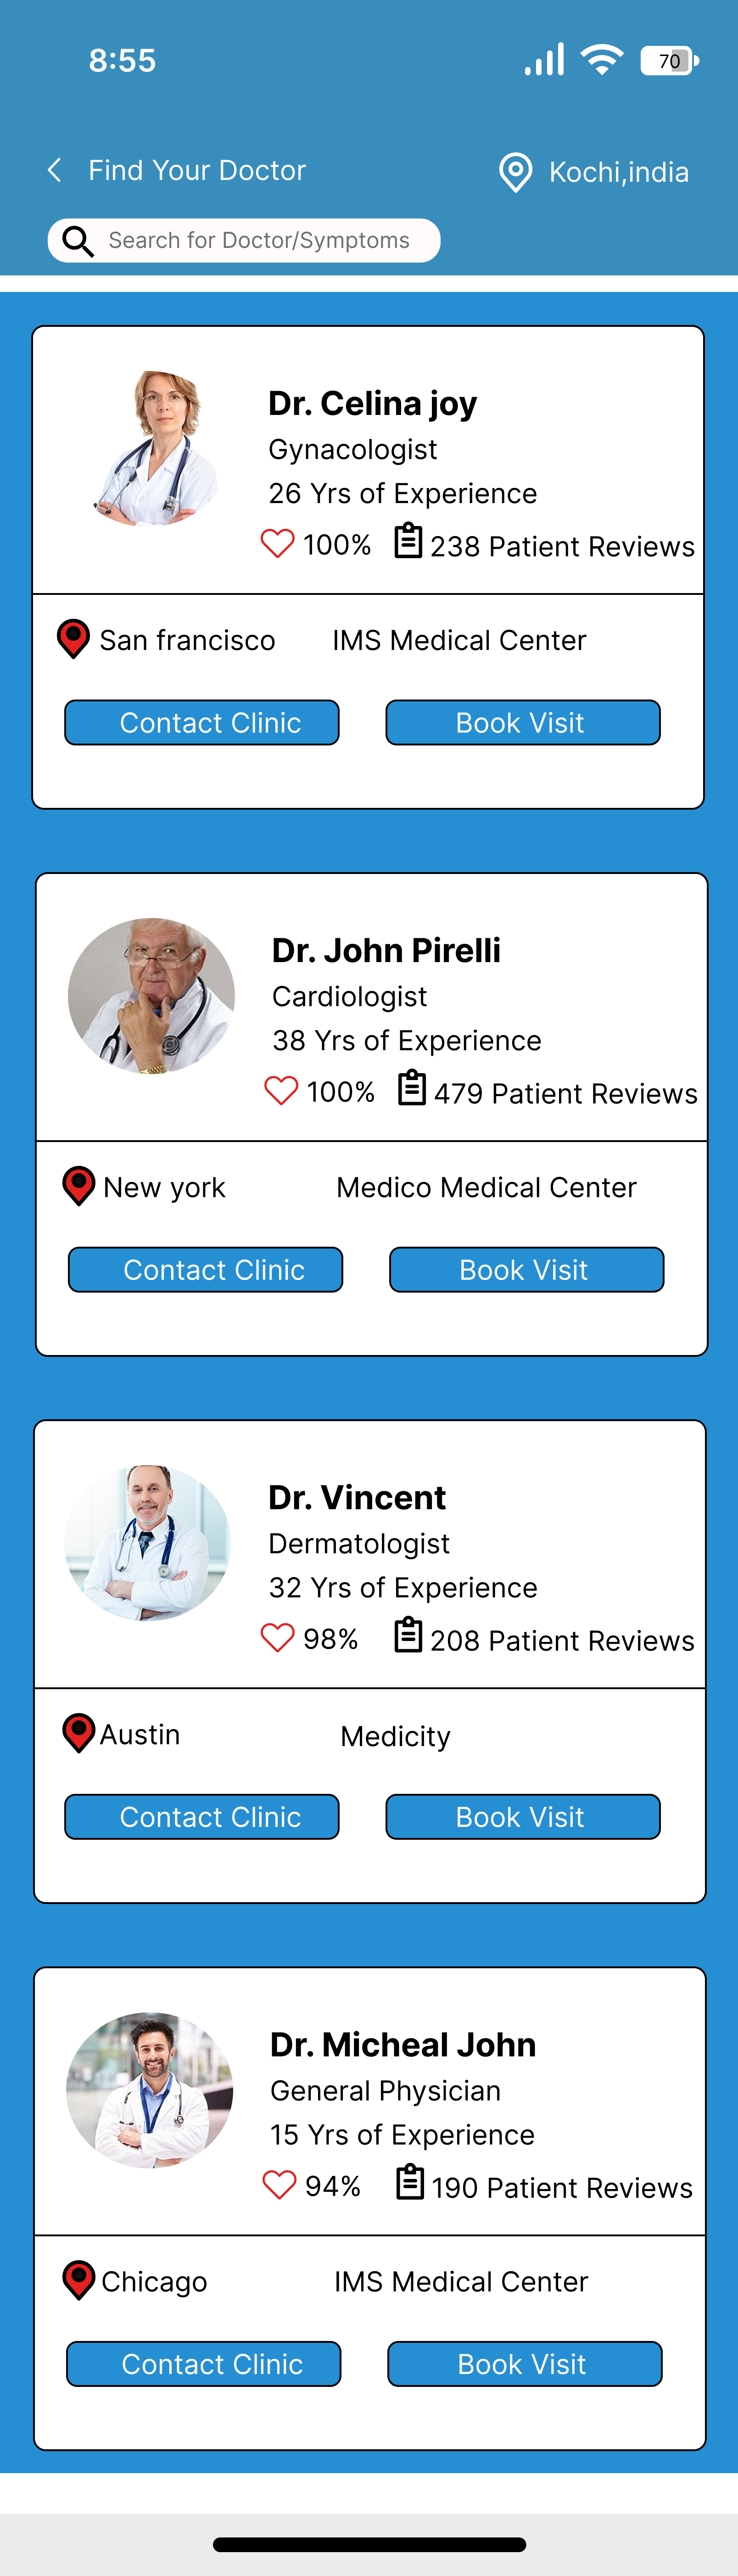 8:55
70
Find Your Doctor
Kochi,india
Search for Doctor/Symptoms
Dr. Celina joy
Gynacologist
26 Yrs of Experience
100%
238 Patient Reviews
San francisco
IMS Medical Center
Contact Clinic
Book Visit
Dr. John Pirelli
Cardiologist
38 Yrs of Experience
100%
479 Patient Reviews
New york
Medico Medical Center
Contact Clinic
Book Visit
Dr. Vincent
Dermatologist
32 Yrs of Experience
98%
208 Patient Reviews
Austin
Medicity
Contact Clinic
Book Visit
Dr. Micheal John
General Physician
15 Yrs of Experience
94%
190 Patient Reviews
Chicago
IMS Medical Center
Contact Clinic
Book Visit